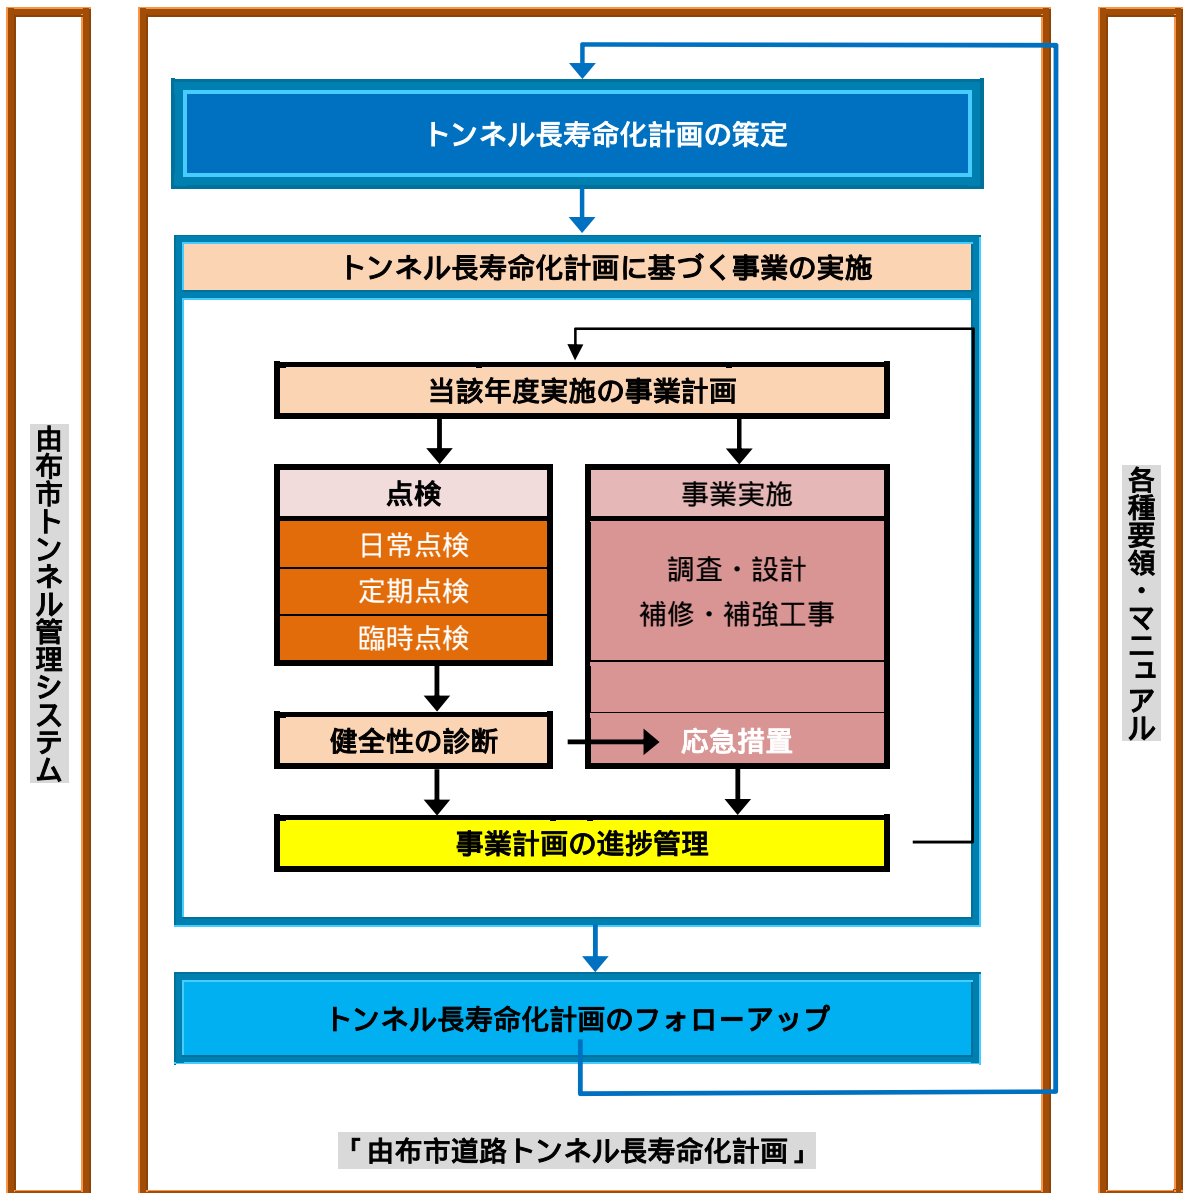 トンネル長寿命化計画の策定
トンネル長寿命化計画に基づく事業の実施
当該年度実施の事業計画
点検
日常点検
定期点検
臨時点検
事業実施
調査・設計
補修・補強工事
健全性の診断
応急措置
事業計画の進捗管理
トンネル長寿命化計画のフォローアップ
「由布市道路トンネル長寿命化計画」
由布市トンネル管理システム
各種要領・マニュアル